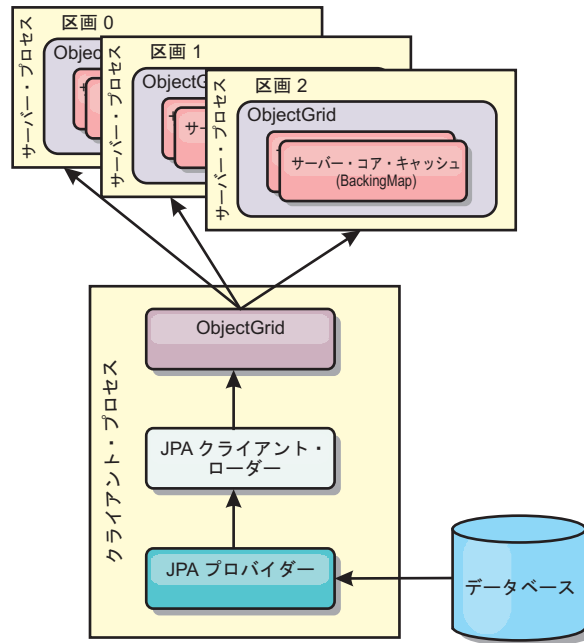 区画 0
サーバー・プロセス
Objec
区画 1
サーバー・プロセス
ObjectG
サー
区画 2
サーバー・プロセス
ObjectGrid
サーバー・コア・キャッシュ
(BackingMap)
クライアント・プロセス
ObjectGrid
JPA クライアント・
ローダー
JPA プロバイダー
データベース